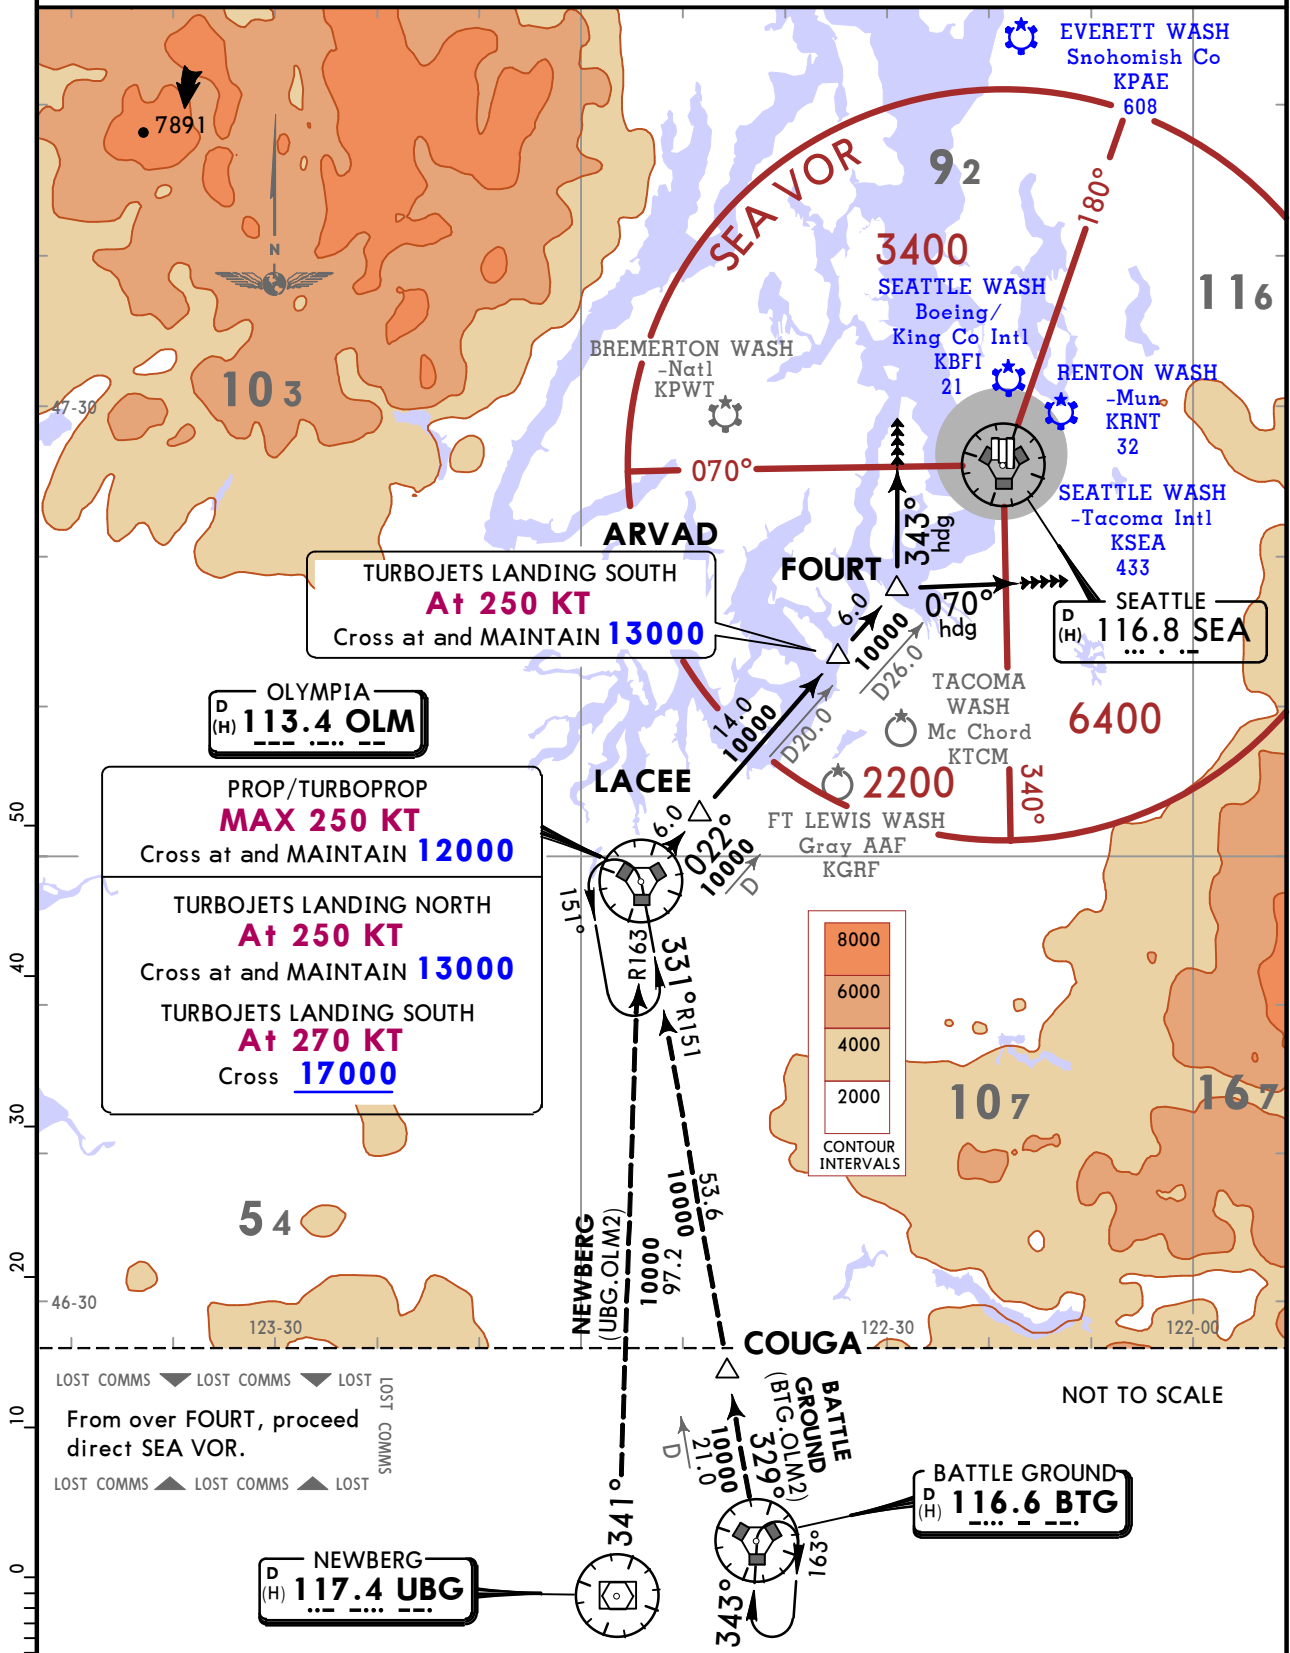 EVERETT WASH
Snohomish Co
KPAE
608
7891
N
SEA VOR
92
180°
3400
116
SEATTLE WASH
Boeing/
King Co Intl
KBFI
21
BREMERTON WASH
-Natl
KPWT
RENTON WASH
-Mun
KRNT
32
103
47-30
070°
SEATTLE WASH
-Tacoma Intl
KSEA
433
343°
hdg
ARVAD
TURBOJETS LANDING SOUTH
At 250 KT
Cross at and MAINTAIN 13000
FOURT
6.0
10000
D26.0
070°
hdg
SEATTLE
D
(H) 116.8 SEA
TACOMA
WASH
Mc Chord
KTCM
6400
OLYMPIA
D
(H) 113.4 OLM
14.0
10000
D20.0
2200
340°
LACEE
6.0
022°
10000
D
FT LEWIS WASH
Gray AAF
KGRF
PROP/TURBOPROP
MAX 250 KT
Cross at and MAINTAIN 12000
TURBOJETS LANDING NORTH
At 250 KT
Cross at and MAINTAIN 13000
TURBOJETS LANDING SOUTH
At 270 KT
Cross 17000
50
40
30
20
10
0
151°
R163
331°
R151
8000
6000
4000
2000
CONTOUR
INTERVALS
107
167
54
53.6
10000
NEWBERG
(UBG.OLM2)
10000
97.2
46-30
123-30
122-30
122-00
COUGA
LOST COMMS LOST COMMS LOST
LOST COMMS
From over FOURT, proceed
direct SEA VOR.
LOST COMMS LOST COMMS LOST
NOT TO SCALE
BATTLE
GROUND
(BTG.OLM2)
329°
10000
21.0
D
BATTLE GROUND
D
(H) 116.6 BTG
341°
163°
343°
NEWBERG
D
(H) 117.4 UBG